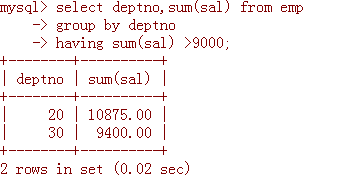 mysql> select deptno,sum(sal) from emp
    -> group by deptno
    -> having sum(sal) >9000;
+--------+----------+
| deptno | sum(sal) |
+--------+----------+
|     20 | 10875.00 |
|     30 |  9400.00 |
+--------+----------+
2 rows in set (0.02 sec)